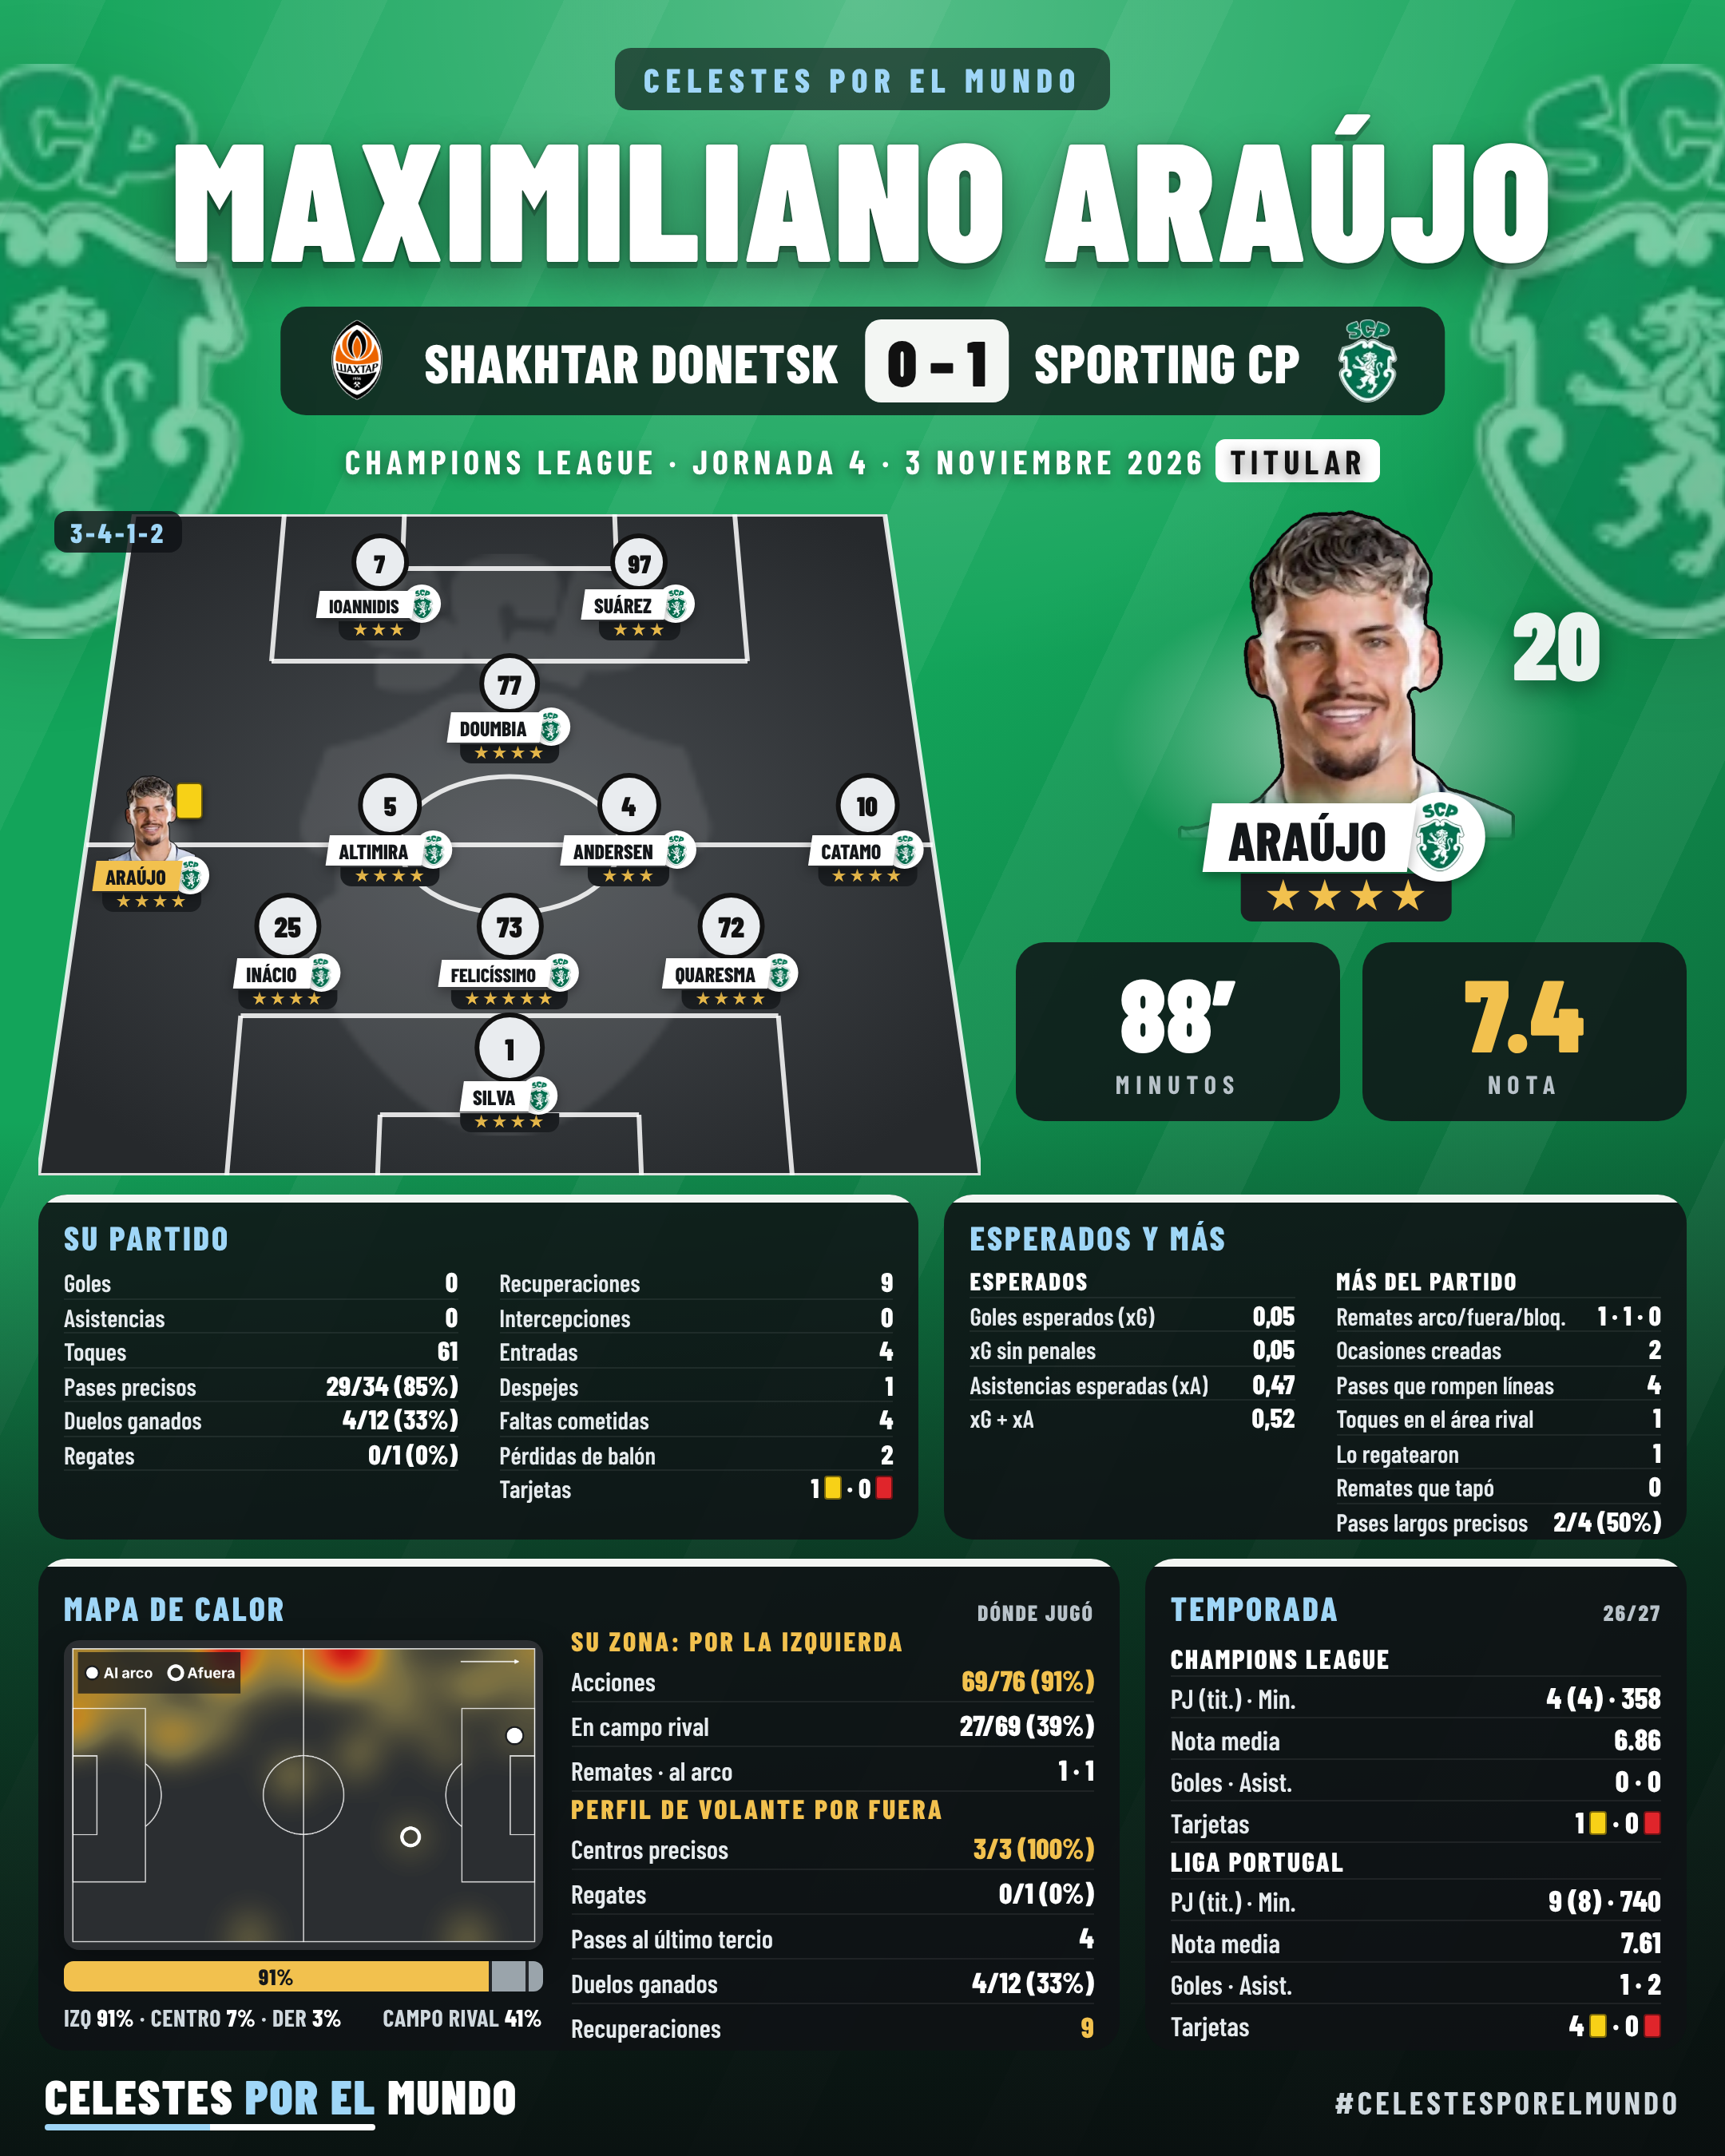 CELESTES POR EL MUNDO
MAXIMILIANO ARAÚJO
ШАХТАР SHAKHTAR DONETSK 0 - 1 SPORTING CP SCP
CHAMPIONS LEAGUE · JORNADA 4 · 3 NOVIEMBRE 2026 TITULAR
3-4-1-2
7 97
IOANNIDIS SUÁREZ
77
DOUMBIA
5 4 10
ALTIMIRA ANDERSEN CATAMO
ARAÚJO
25 73 72
INÁCIO FELICÍSSIMO QUARESMA
1
SILVA
20
ARAÚJO SCP
88’ 7.4
MINUTOS NOTA
SU PARTIDO
Goles 0
Asistencias 0
Toques 61
Pases precisos 29/34 (85%)
Duelos ganados 4/12 (33%)
Regates 0/1 (0%)
Recuperaciones 9
Intercepciones 0
Entradas 4
Despejes 1
Faltas cometidas 4
Pérdidas de balón 2
Tarjetas 1 · 0
ESPERADOS Y MÁS
ESPERADOS
Goles esperados (xG) 0,05
xG sin penales 0,05
Asistencias esperadas (xA) 0,47
xG + xA 0,52
MÁS DEL PARTIDO
Remates arco/fuera/bloq. 1 · 1 · 0
Ocasiones creadas 2
Pases que rompen líneas 4
Toques en el área rival 1
Lo regatearon 1
Remates que tapó 0
Pases largos precisos 2/4 (50%)
MAPA DE CALOR DÓNDE JUGÓ
Al arco Afuera
91%
IZQ 91% · CENTRO 7% · DER 3% CAMPO RIVAL 41%
SU ZONA: POR LA IZQUIERDA
Acciones 69/76 (91%)
En campo rival 27/69 (39%)
Remates · al arco 1 · 1
PERFIL DE VOLANTE POR FUERA
Centros precisos 3/3 (100%)
Regates 0/1 (0%)
Pases al último tercio 4
Duelos ganados 4/12 (33%)
Recuperaciones 9
TEMPORADA 26/27
CHAMPIONS LEAGUE
PJ (tit.) · Min. 4 (4) · 358
Nota media 6.86
Goles · Asist. 0 · 0
Tarjetas 1 · 0
LIGA PORTUGAL
PJ (tit.) · Min. 9 (8) · 740
Nota media 7.61
Goles · Asist. 1 · 2
Tarjetas 4 · 0
CELESTES POR EL MUNDO
#CELESTESPORELMUNDO